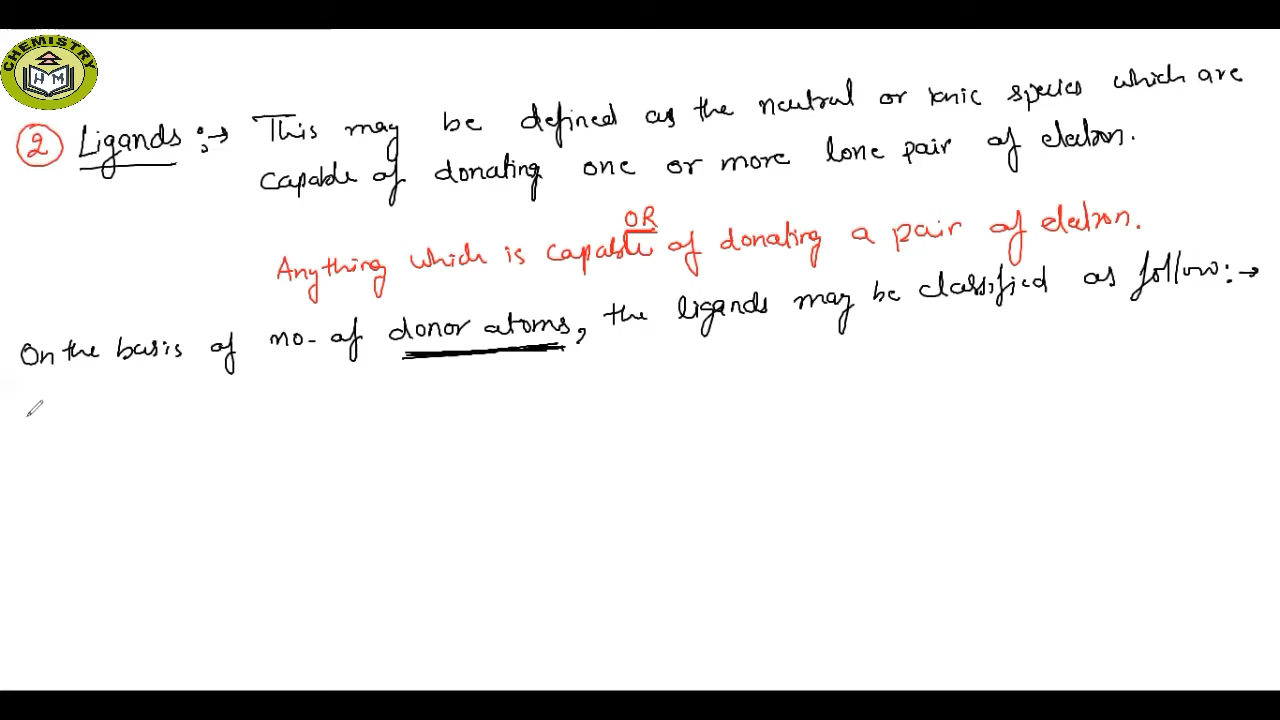 CHEMISTRY
HM
2 Ligands :→ This may be defined as the neutral or ionic species which are
capable of donating one or more lone pair of electron.
OR
Anything which is capable of donating a pair of electron.
On the basis of no. of donor atoms, the ligands may be classified as follow:→